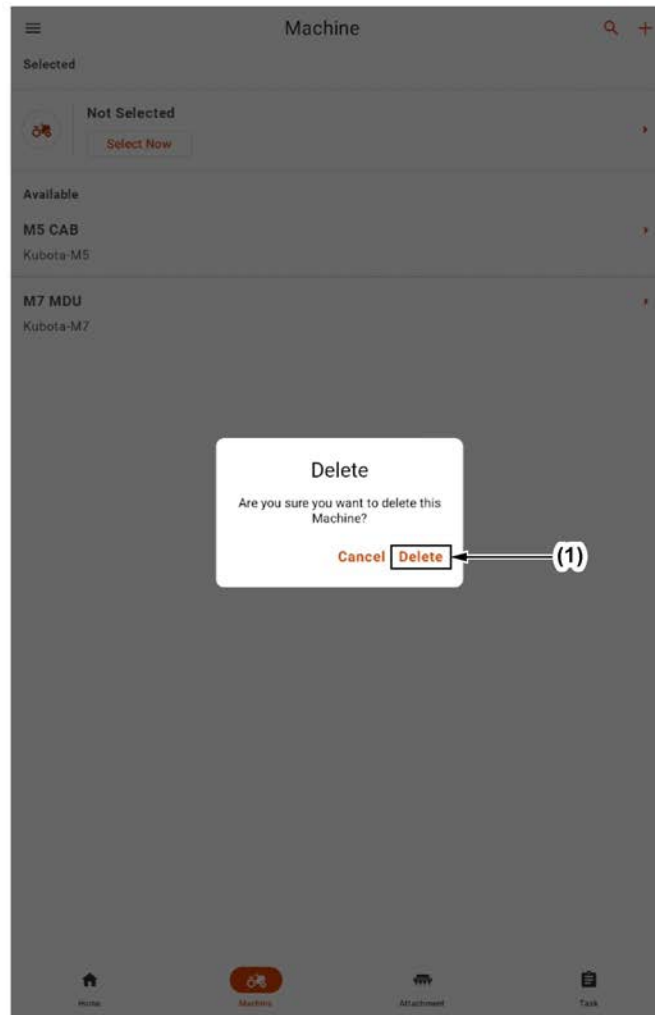 Machine
Selected
Not Selected
Select Now
Available
M5 CAB
Kubota-M5
M7 MDU
Kubota-M7
Delete
Are you sure you want to delete this
Machine?
Cancel Delete
(1)
Home Machine Attachment Task